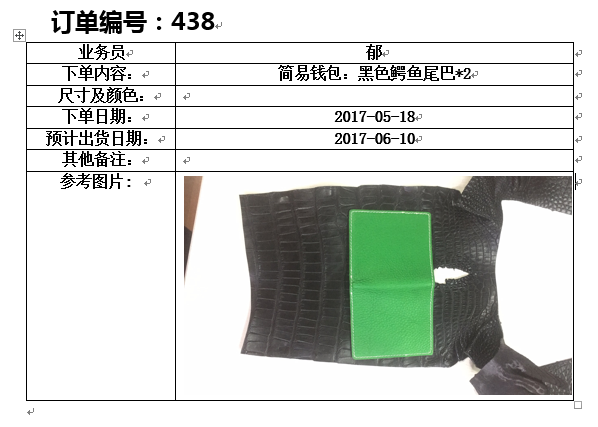 订单编号：438
业务员 郁
下单内容： 简易钱包：黑色鳄鱼尾巴*2
尺寸及颜色：
下单日期： 2017-05-18
预计出货日期： 2017-06-10
其他备注：
参考图片：